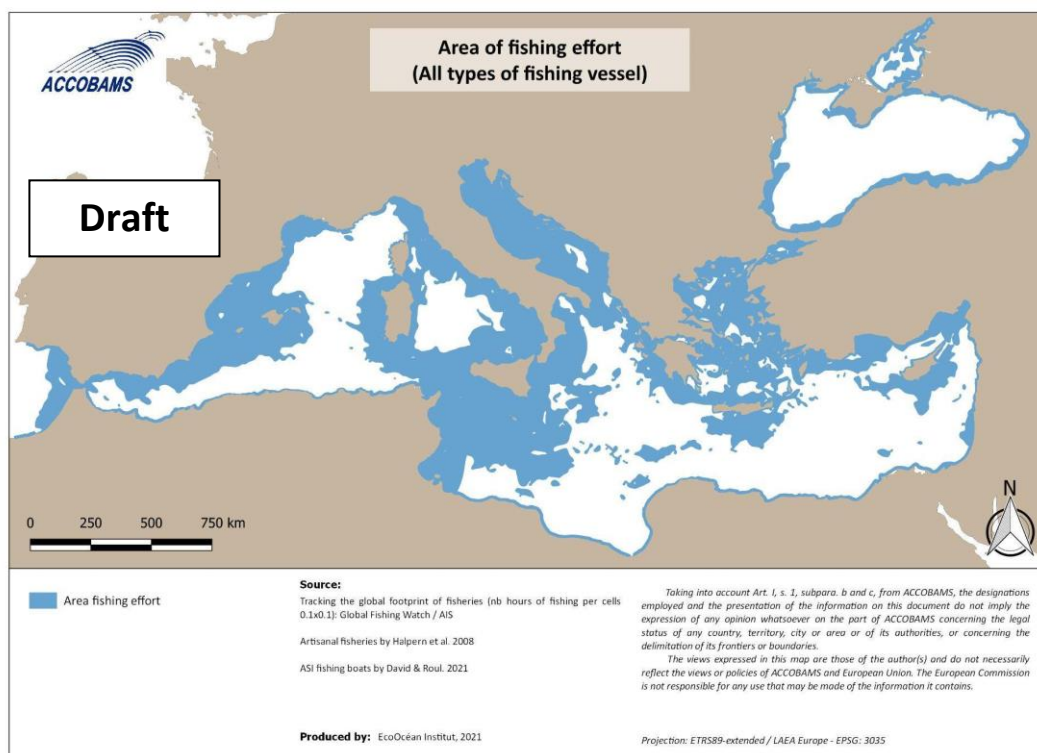 ACCOBAMS
Area of fishing effort
(All types of fishing vessel)
Draft
N
0 250 500 750 km
Area fishing effort
Source:
Tracking the global footprint of fisheries (nb hours of fishing per cells
0.1x0.1): Global Fishing Watch / AIS
Artisanal fisheries by Halpern et al. 2008
ASI fishing boats by David & Roul. 2021
Produced by: EcoOcéan Institut, 2021
Taking into account Art. I, s. 1, subpara. b and c, from ACCOBAMS, the designations
employed and the presentation of the information on this document do not imply the
expression of any opinion whatsoever on the part of ACCOBAMS concerning the legal
status of any country, territory, city or area or of its authorities, or concerning the
delimitation of its frontiers or boundaries.
The views expressed in this map are those of the author(s) and do not necessarily
reflect the views or policies of ACCOBAMS and European Union. The European Commission
is not responsible for any use that may be made of the information it contains.
Projection: ETRS89-extended / LAEA Europe - EPSG: 3035